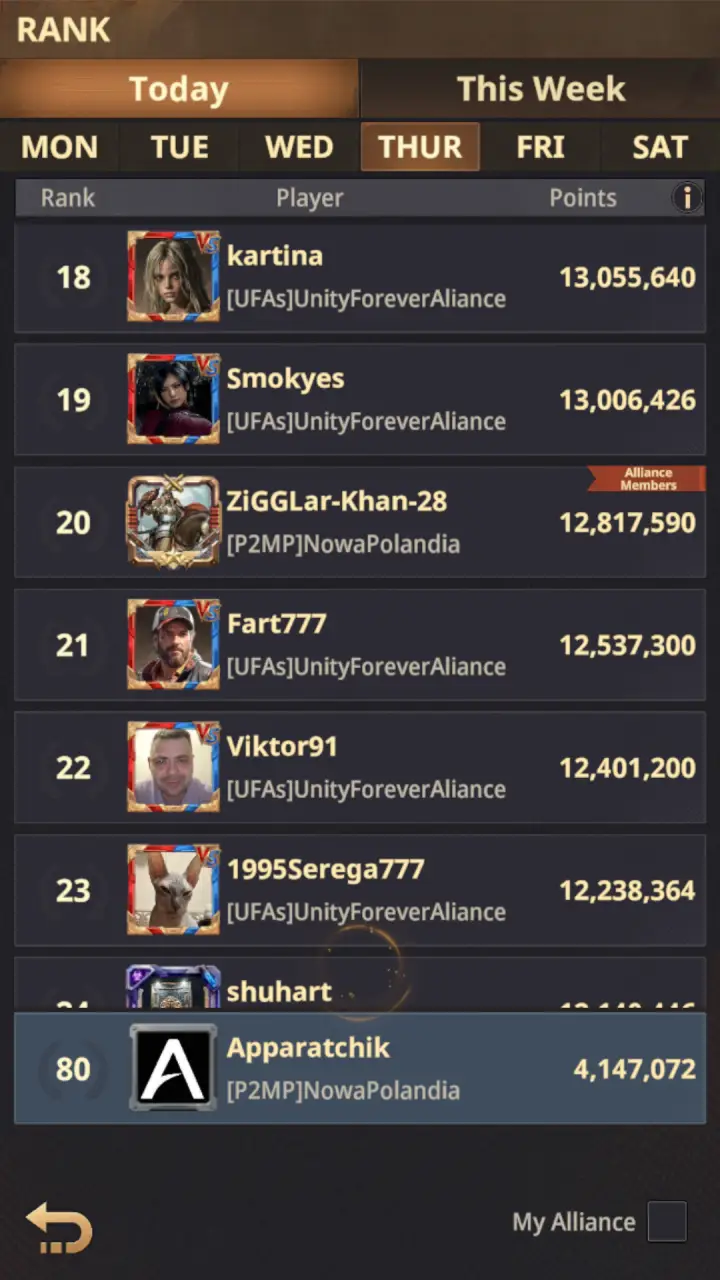 RANK
Today
This Week
MON TUE WED THUR FRI SAT
Rank Player Points
18 kartina 13,055,640
[UFAs]UnityForeverAliance
19 Smokyes 13,006,426
[UFAs]UnityForeverAliance
Alliance
Members
20 ZiGGLar-Khan-28 12,817,590
[P2MP]NowaPolandia
21 Fart777 12,537,300
[UFAs]UnityForeverAliance
22 Viktor91 12,401,200
[UFAs]UnityForeverAliance
23 1995Serega777 12,238,364
[UFAs]UnityForeverAliance
shuhart
80 Apparatchik 4,147,072
[P2MP]NowaPolandia
My Alliance